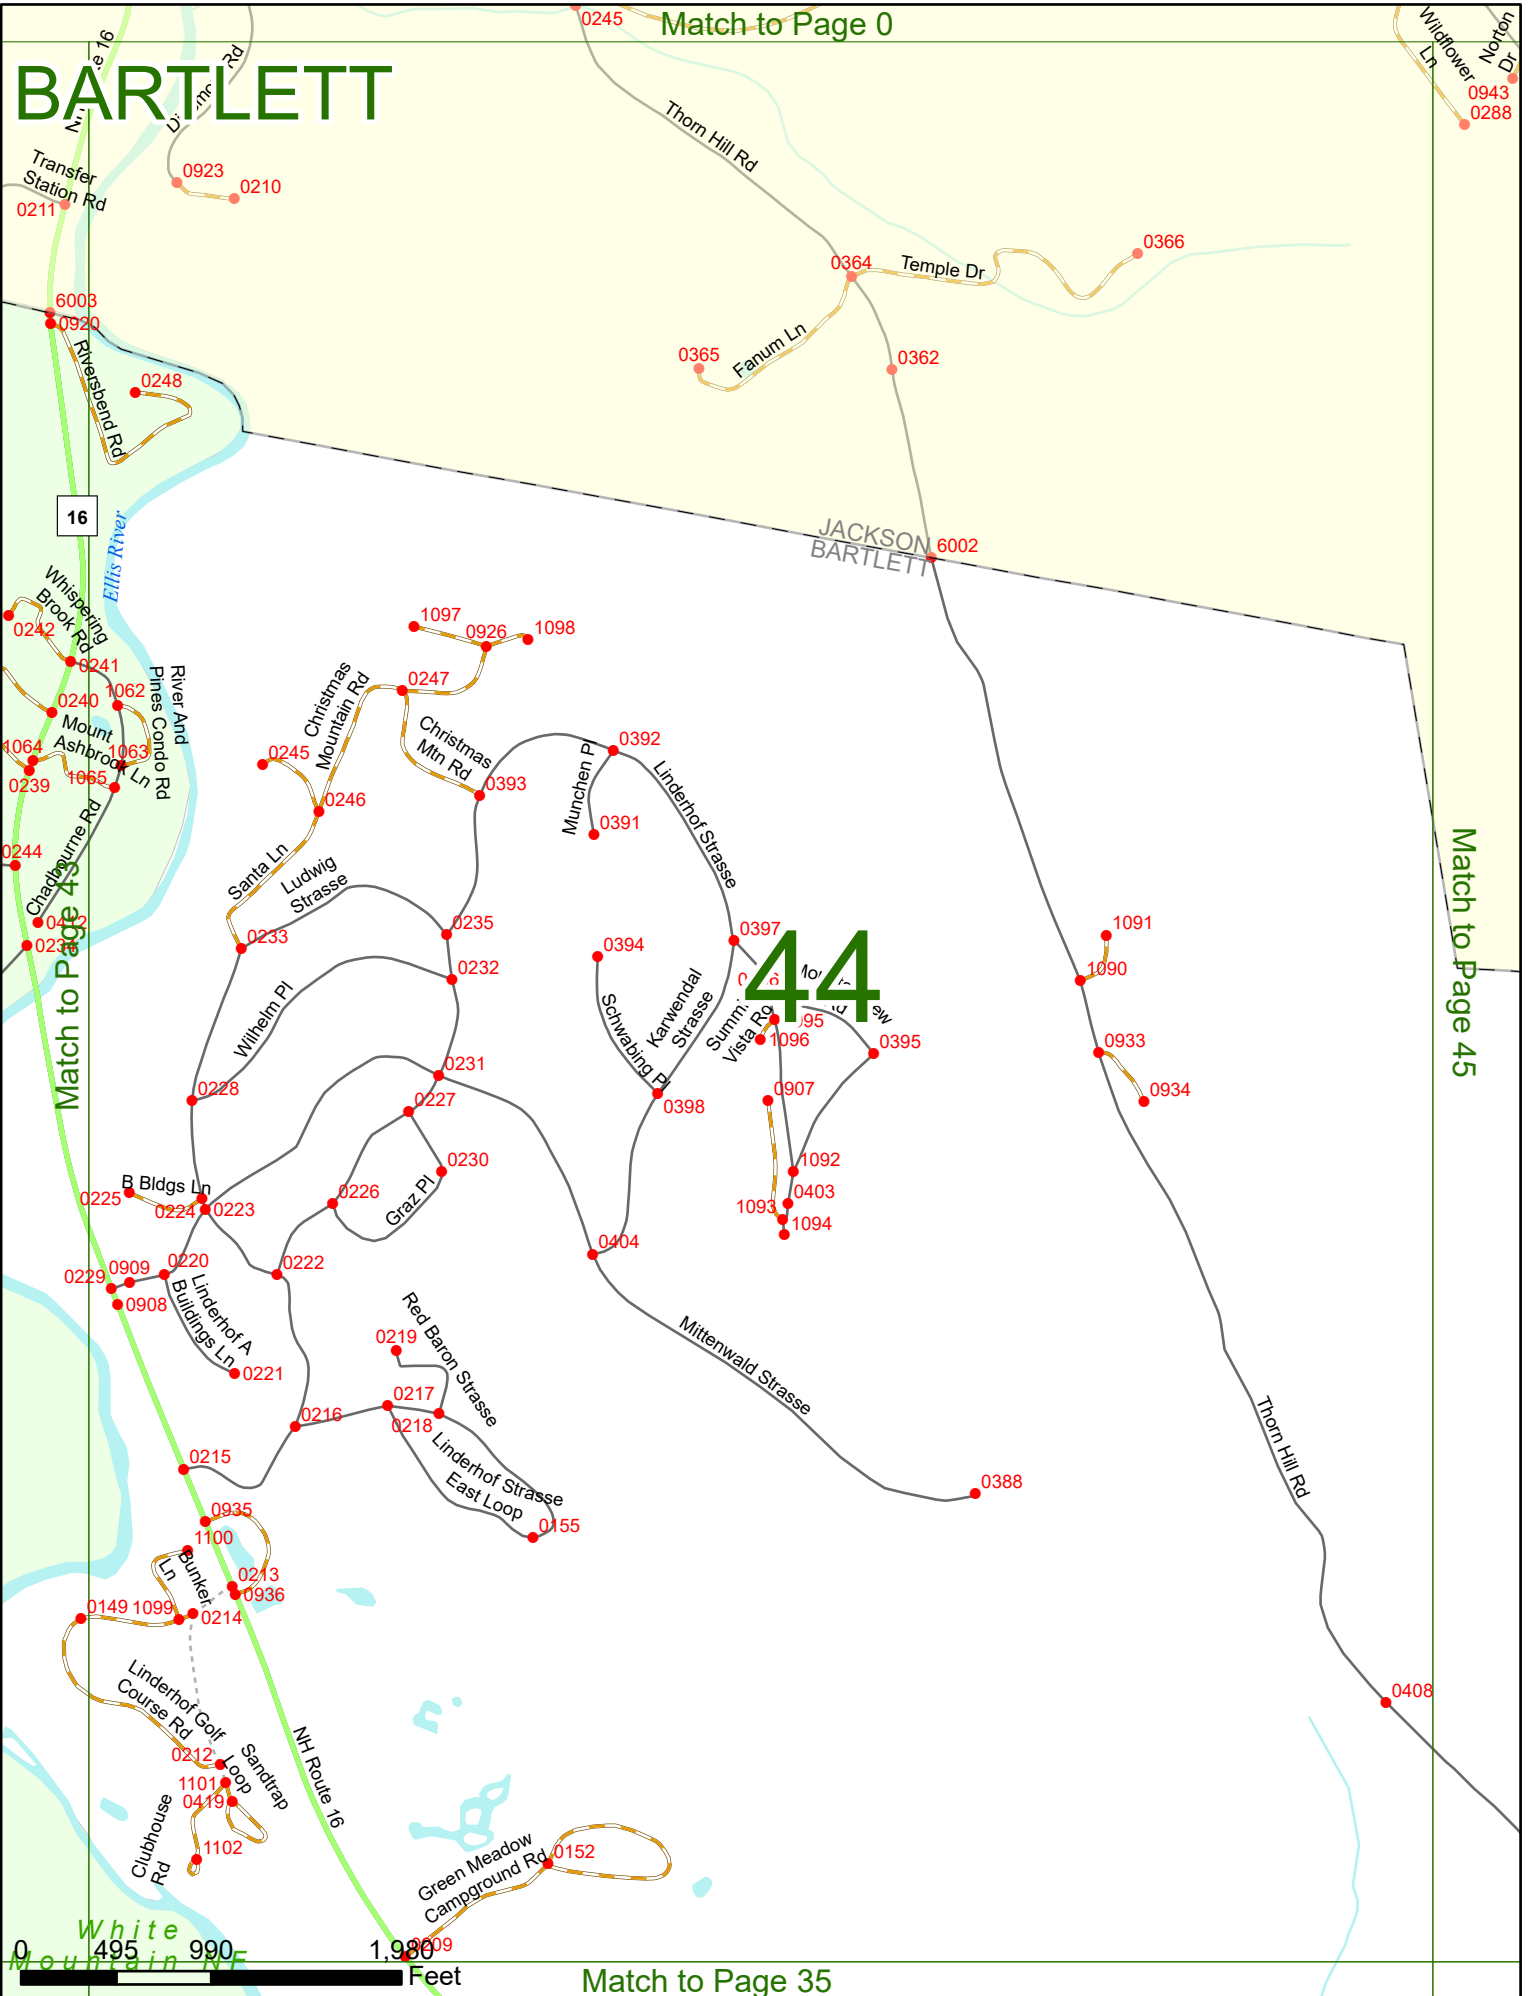 Match to Page 0
BARTLETT
0245
Wildflower
Ln
Norton
Dr
0943
0288
Thorn Hill Rd
Transfer
Station Rd
0211
0923
0210
0366
0364
Temple Dr
6003
0920
0365
Fanum Ln
0362
Riversbend Rd
0248
16
Ellis River
JACKSON
BARTLETT
6002
Whispering
Brook Rd
0242
0241
1062
River And
Pines Condo Rd
0240
Mount
Ashbrook Ln
1064
1063
0239
1065
Chadbourne Rd
0244
Match to Page 43
1097
0926
1098
0247
Christmas
Mountain Rd
Christmas
Mtn Rd
0245
0246
0393
0392
Munchen Pl
0391
Linderhof Strasse
Santa Ln
Ludwig
Strasse
0233
0235
0232
0397
0394
44
Match to Page 45
1091
1090
Wilhelm Pl
Schwabing Pl
Karwendal
Strasse
Vista Rd
1096
0395
0933
0934
0231
0228
0227
0398
0907
0230
1092
B Bldgs Ln
0225
0224
0223
0226
Graz Pl
0403
1093
1094
0404
0220
0222
0909
0229
0908
Linderhof A
Buildings Ln
0221
0219
Red Baron Strasse
Mittenwald Strasse
0217
0216
0218
Linderhof Strasse
East Loop
0215
0388
Thorn Hill Rd
0155
0935
1100
Bunker
Ln
0213
0936
0149
1099
0214
0408
Linderhof Golf
Course Rd
0212
Sandtrap
Loop
1101
0419
NH Route 16
Clubhouse
Rd
1102
Green Meadow
Campground Rd
0152
White
Mountain NF
0 495 990 1,980
Feet
0209
Match to Page 35